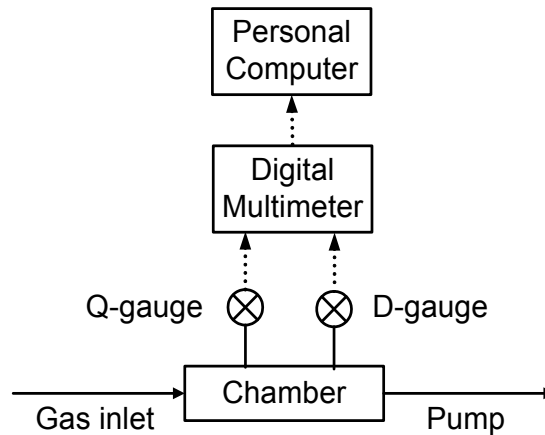 Personal
Computer
Digital
Multimeter
Q-gauge
D-gauge
Chamber
Gas inlet
Pump